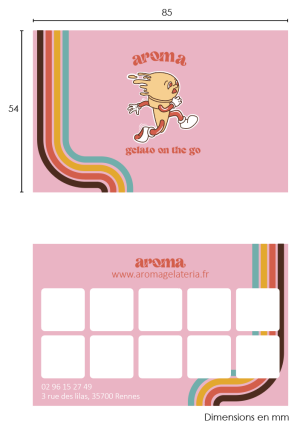 85
54
aroma
gelato on the go
aroma
www.aromagelateria.fr
02 96 15 27 49
3 rue des lilas, 35700 Rennes
Dimensions en mm